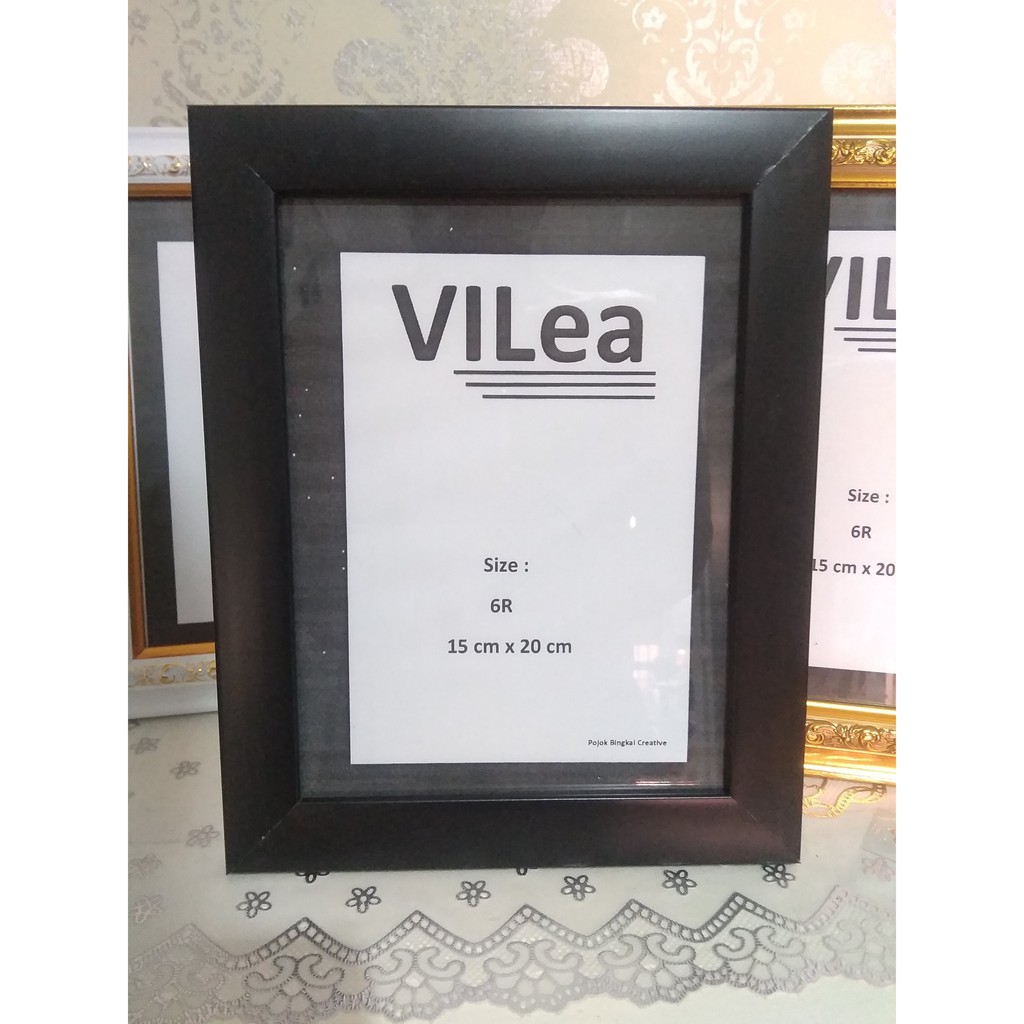 VILea
Size :
6R
15 cm x 20 cm
Pojok Bingkai Creative
VIL
Size :
6R
15 cm x 20